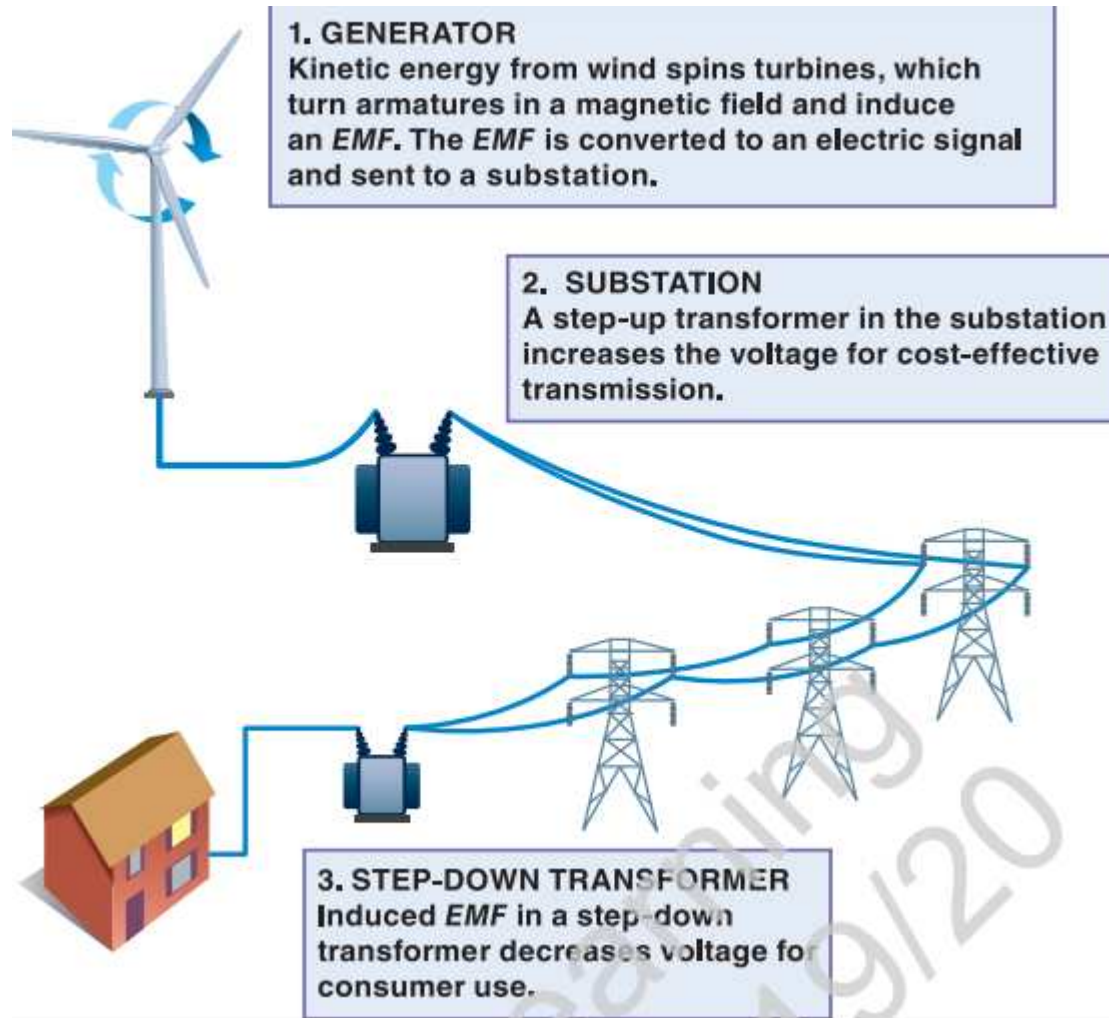 1. GENERATOR
Kinetic energy from wind spins turbines, which
turn armatures in a magnetic field and induce
an EMF. The EMF is converted to an electric signal
and sent to a substation.
2. SUBSTATION
A step-up transformer in the substation
increases the voltage for cost-effective
transmission.
3. STEP-DOWN TRANSFORMER
Induced EMF in a step-down
transformer decreases voltage for
consumer use.